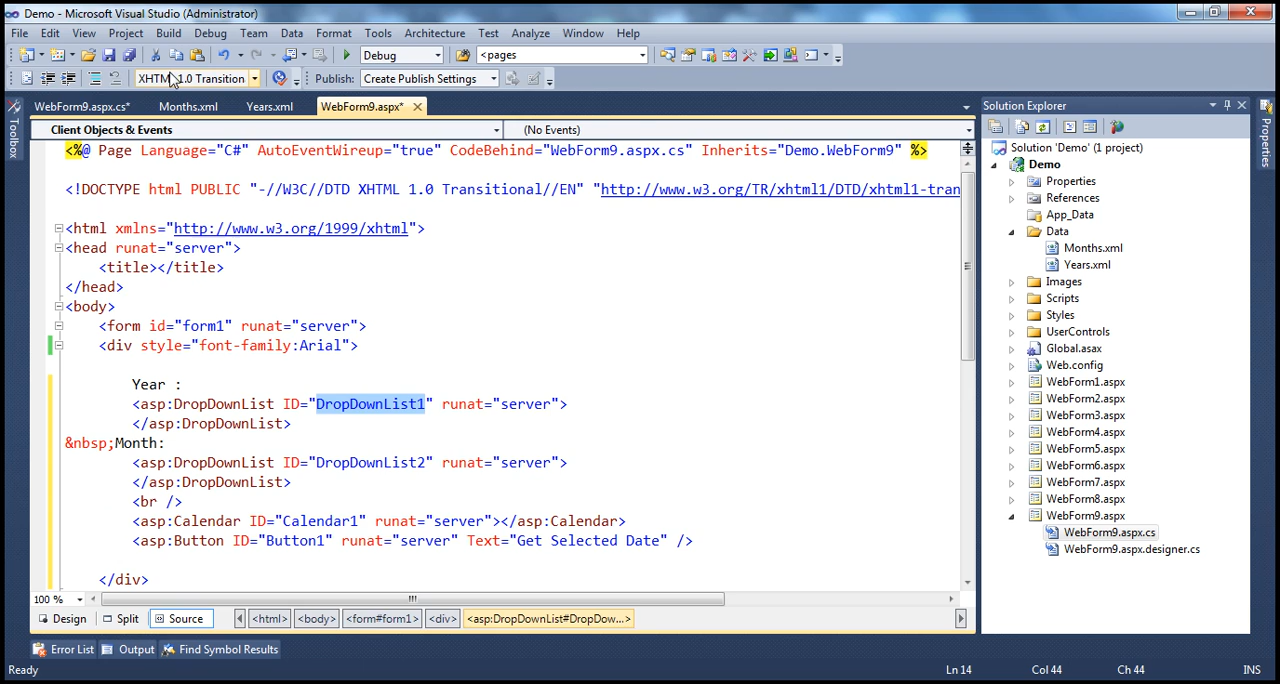 Demo - Microsoft Visual Studio (Administrator)
File Edit View Project Build Debug Team Data Format Tools Architecture Test Analyze Window Help
Debug <pages
XHTML 1.0 Transition Publish: Create Publish Settings
WebForm9.aspx.cs* Months.xml Years.xml WebForm9.aspx*
Toolbox
Client Objects & Events (No Events)
<%@ Page Language="C#" AutoEventWireup="true" CodeBehind="WebForm9.aspx.cs" Inherits="Demo.WebForm9" %>
<!DOCTYPE html PUBLIC "-//W3C//DTD XHTML 1.0 Transitional//EN" "http://www.w3.org/TR/xhtml1/DTD/xhtml1-tran
<html xmlns="http://www.w3.org/1999/xhtml">
<head runat="server">
<title></title>
</head>
<body>
<form id="form1" runat="server">
<div style="font-family:Arial">
Year :
<asp:DropDownList ID="DropDownList1" runat="server">
</asp:DropDownList>
&nbsp;Month:
<asp:DropDownList ID="DropDownList2" runat="server">
</asp:DropDownList>
<br />
<asp:Calendar ID="Calendar1" runat="server"></asp:Calendar>
<asp:Button ID="Button1" runat="server" Text="Get Selected Date" />
</div>
100 %
Design Split Source <html> <body> <form#form1> <div> <asp:DropDownList#DropDow...>
Solution Explorer
Solution 'Demo' (1 project)
Demo
Properties
References
App_Data
Data
Months.xml
Years.xml
Images
Scripts
Styles
UserControls
Global.asax
Web.config
WebForm1.aspx
WebForm2.aspx
WebForm3.aspx
WebForm4.aspx
WebForm5.aspx
WebForm6.aspx
WebForm7.aspx
WebForm8.aspx
WebForm9.aspx
WebForm9.aspx.cs
WebForm9.aspx.designer.cs
Properties
Error List Output Find Symbol Results
Ready Ln 14 Col 44 Ch 44 INS